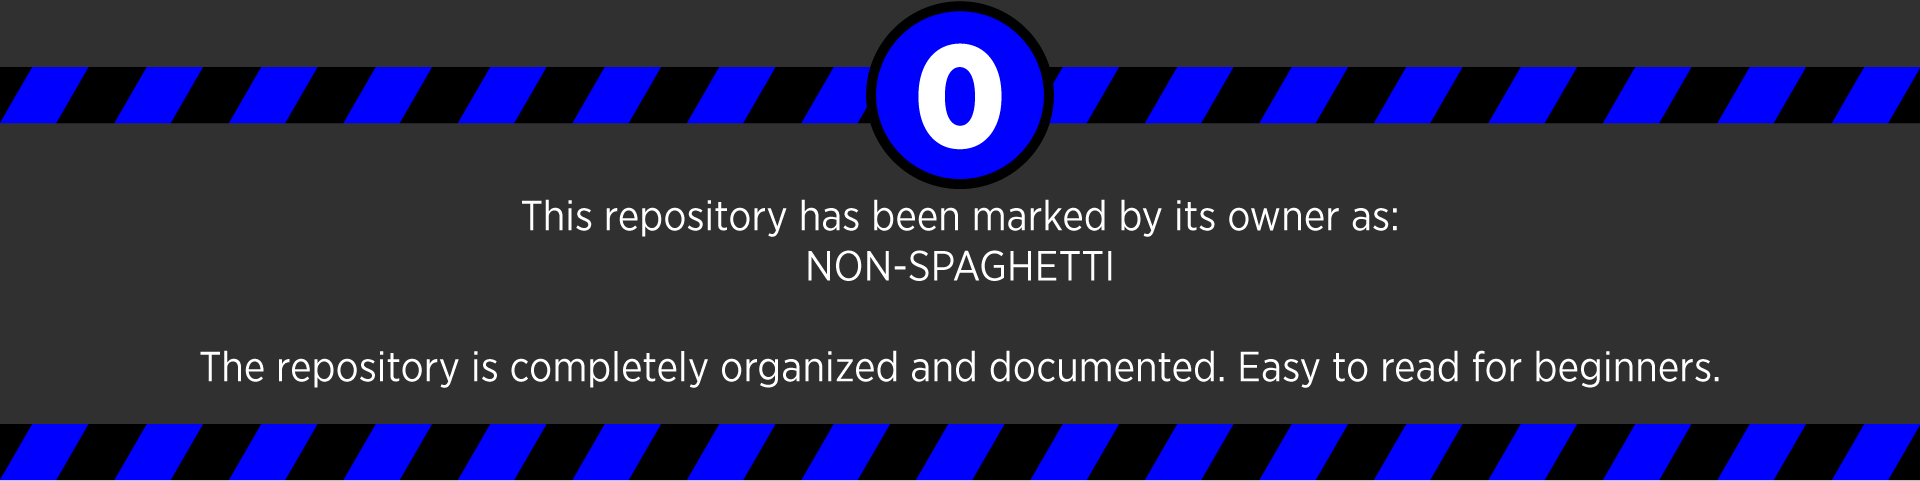 0
This repository has been marked by its owner as:
NON-SPAGHETTI
The repository is completely organized and documented. Easy to read for beginners.